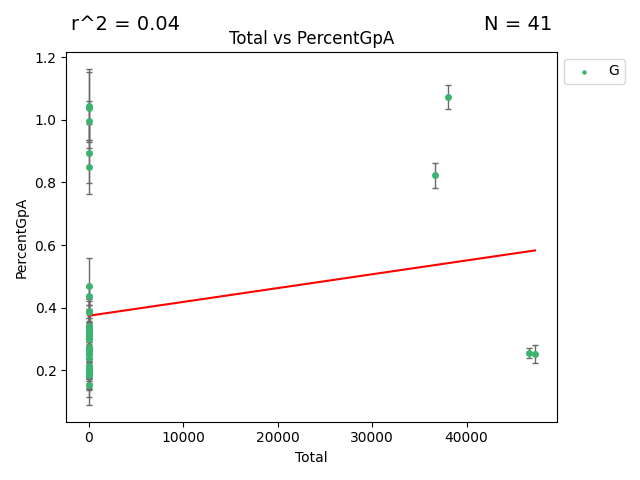 r^2 = 0.04
N = 41
Total vs PercentGpA
G
1.2
1.0
0.8
0.6
0.4
0.2
PercentGpA
0 10000 20000 30000 40000
Total